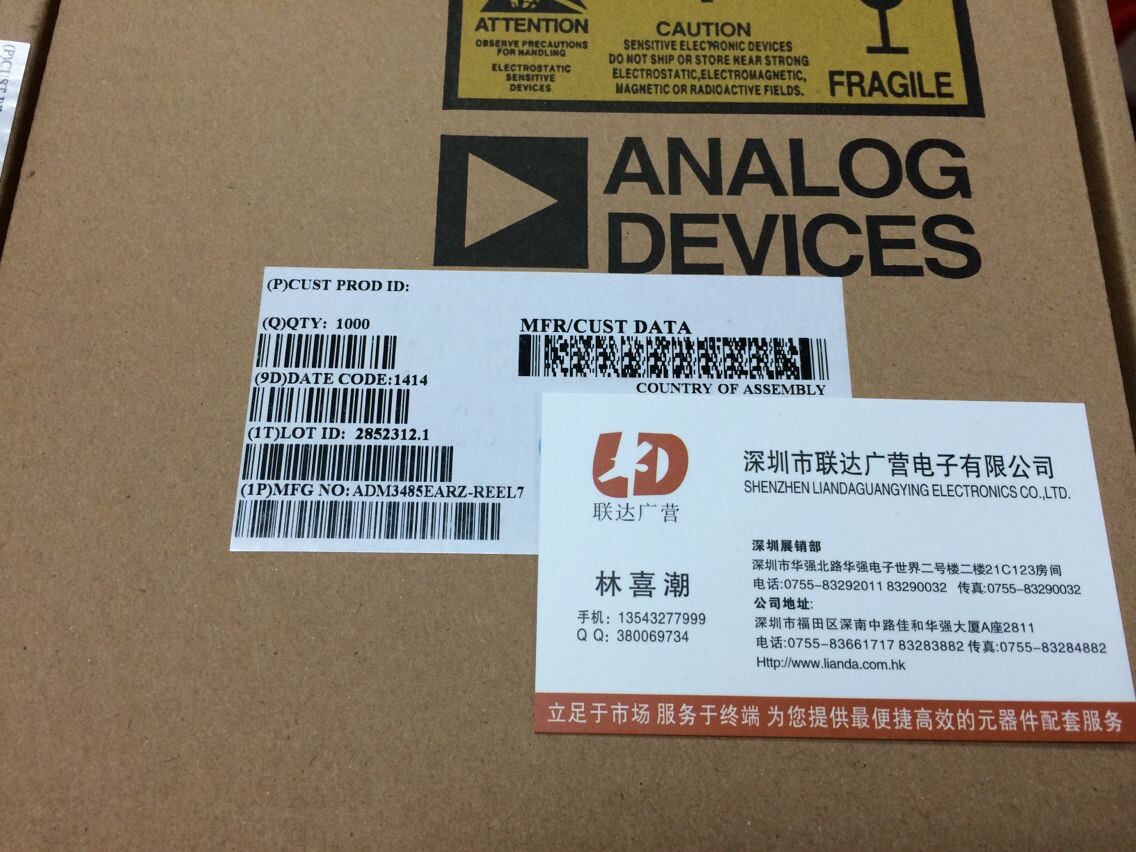 ATTENTION
OBSERVE PRECAUTIONS
FOR HANDLING
ELECTROSTATIC
SENSITIVE
DEVICES
CAUTION
SENSITIVE ELECTRONIC DEVICES
DO NOT SHIP OR STORE NEAR STRONG
ELECTROSTATIC, ELECTROMAGNETIC,
MAGNETIC OR RADIOACTIVE FIELDS.
FRAGILE
ANALOG
DEVICES
(P)CUST PROD ID:
(Q)QTY: 1000
MFR/CUST DATA
(9D)DATE CODE:1414
COUNTRY OF ASSEMBLY
(1T)LOT ID: 2852312.1
(1P)MFG NO: ADM3485EARZ-REEL7
联达广营
深圳市联达广营电子有限公司
SHENZHEN LIANDAGUANGYING ELECTRONICS CO.,LTD.
林喜潮
手机：13543277999
Q Q：380069734
深圳展销部
深圳市华强北路华强电子世界二号楼二楼21C123房间
电话:0755-83292011 83290032 传真:0755-83290032
公司地址:
深圳市福田区深南中路佳和华强大厦A座2811
电话:0755-83661717 83283882 传真:0755-83284882
Http://www.lianda.com.hk
立足于市场 服务于终端 为您提供最便捷高效的元器件配套服务